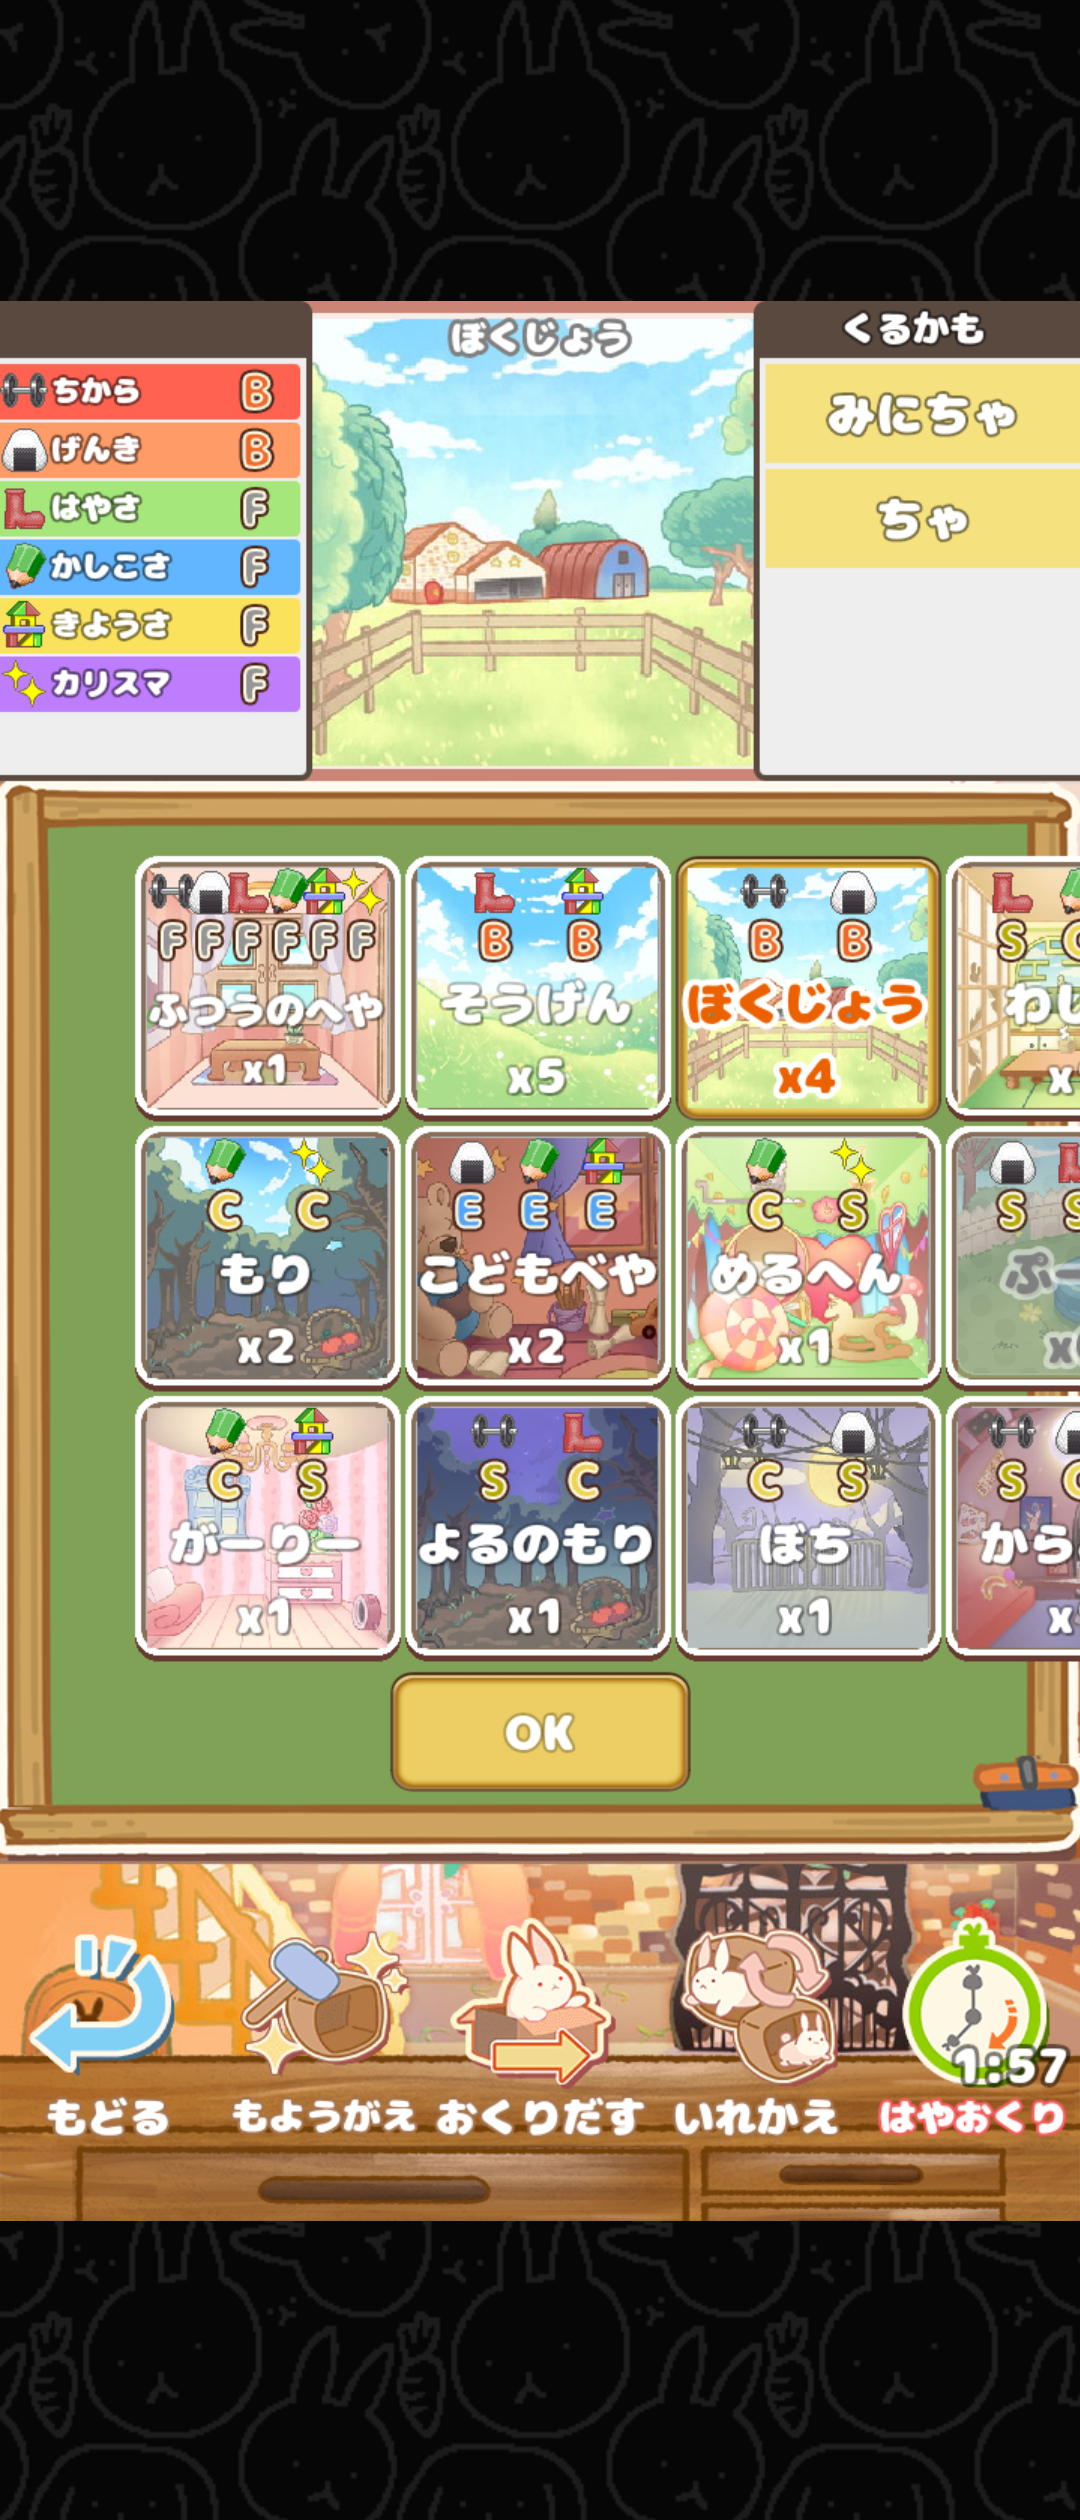 ぼくじょう
くるかも
ちから B
げんき B
はやさ F
かしこさ F
きようさ F
カリスマ F
みにちゃ
ちゃ
F F F F F F
ふつうのへや
x1
B B
そうげん
x5
B B
ぼくじょう
x4
S
x
C C
もり
x2
E E E
こどもべや
x2
C S
めるへん
x1
S S
x
C S
がーりー
x1
S C
よるのもり
x1
C S
ぼち
x1
S
から
x
OK
1:57
もどる
もようがえ
おくりだす
いれかえ
はやおくり